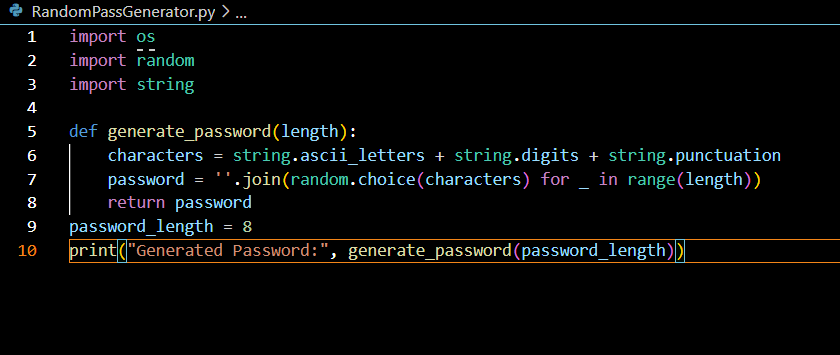 RandomPassGenerator.py > ...
1 import os
2 import random
3 import string
4
5 def generate_password(length):
6     characters = string.ascii_letters + string.digits + string.punctuation
7     password = ''.join(random.choice(characters) for _ in range(length))
8     return password
9 password_length = 8
10 print("Generated Password:", generate_password(password_length))